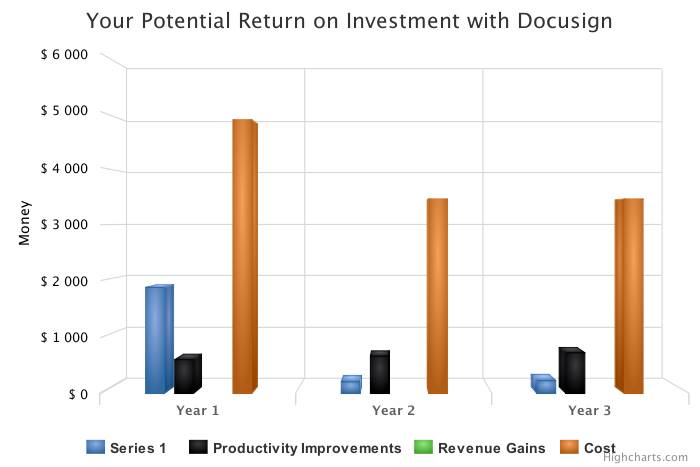 Your Potential Return on Investment with Docusign
$ 6 000
$ 5 000
$ 4 000
$ 3 000
$ 2 000
$ 1 000
$ 0
Money
Year 1 Year 2 Year 3
Series 1 Productivity Improvements Revenue Gains Cost
Highcharts.com